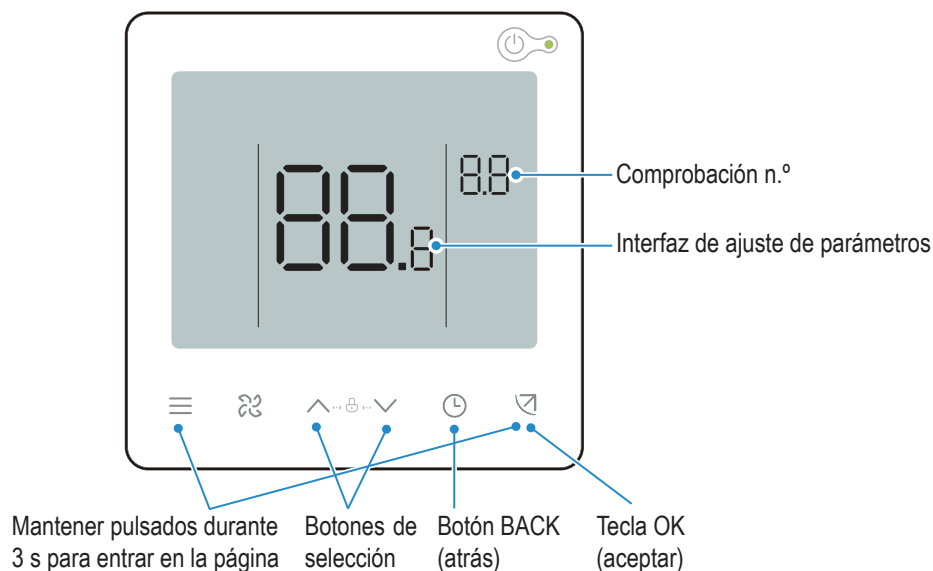 88.8
8.8
Comprobación n.º
Interfaz de ajuste de parámetros
Mantener pulsados durante
3 s para entrar en la página
Botones de
selección
Botón BACK
(atrás)
Tecla OK
(aceptar)